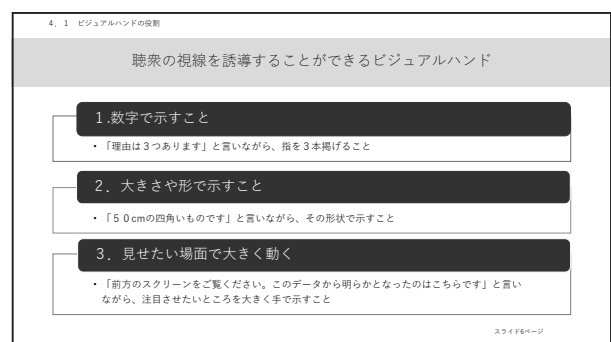 4．1　ビジュアルハンドの役割
聴衆の視線を誘導することができるビジュアルハンド
1.数字で示すこと
・「理由は３つあります」と言いながら、指を３本掲げること
2．大きさや形で示すこと
・「５０cmの四角いものです」と言いながら、その形状で示すこと
3．見せたい場面で大きく動く
・「前方のスクリーンをご覧ください。このデータから明らかとなったのはこちらです」と言い
ながら、注目させたいところを大きく手で示すこと
スライド6ページ